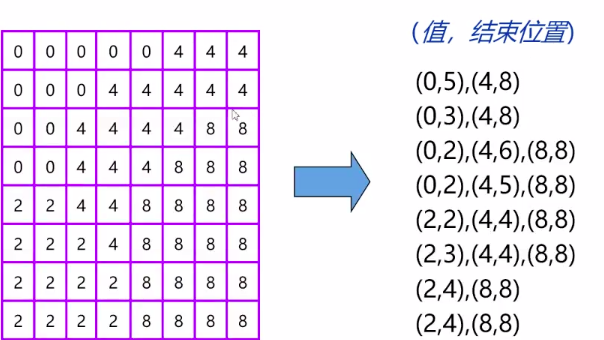 (值，结束位置)
0 0 0 0 0 4 4 4
0 0 0 4 4 4 4 4
0 0 4 4 4 4 8 8
0 0 4 4 4 8 8 8
2 2 4 4 8 8 8 8
2 2 2 4 8 8 8 8
2 2 2 2 8 8 8 8
2 2 2 2 8 8 8 8
(0,5),(4,8)
(0,3),(4,8)
(0,2),(4,6),(8,8)
(0,2),(4,5),(8,8)
(2,2),(4,4),(8,8)
(2,3),(4,4),(8,8)
(2,4),(8,8)
(2,4),(8,8)